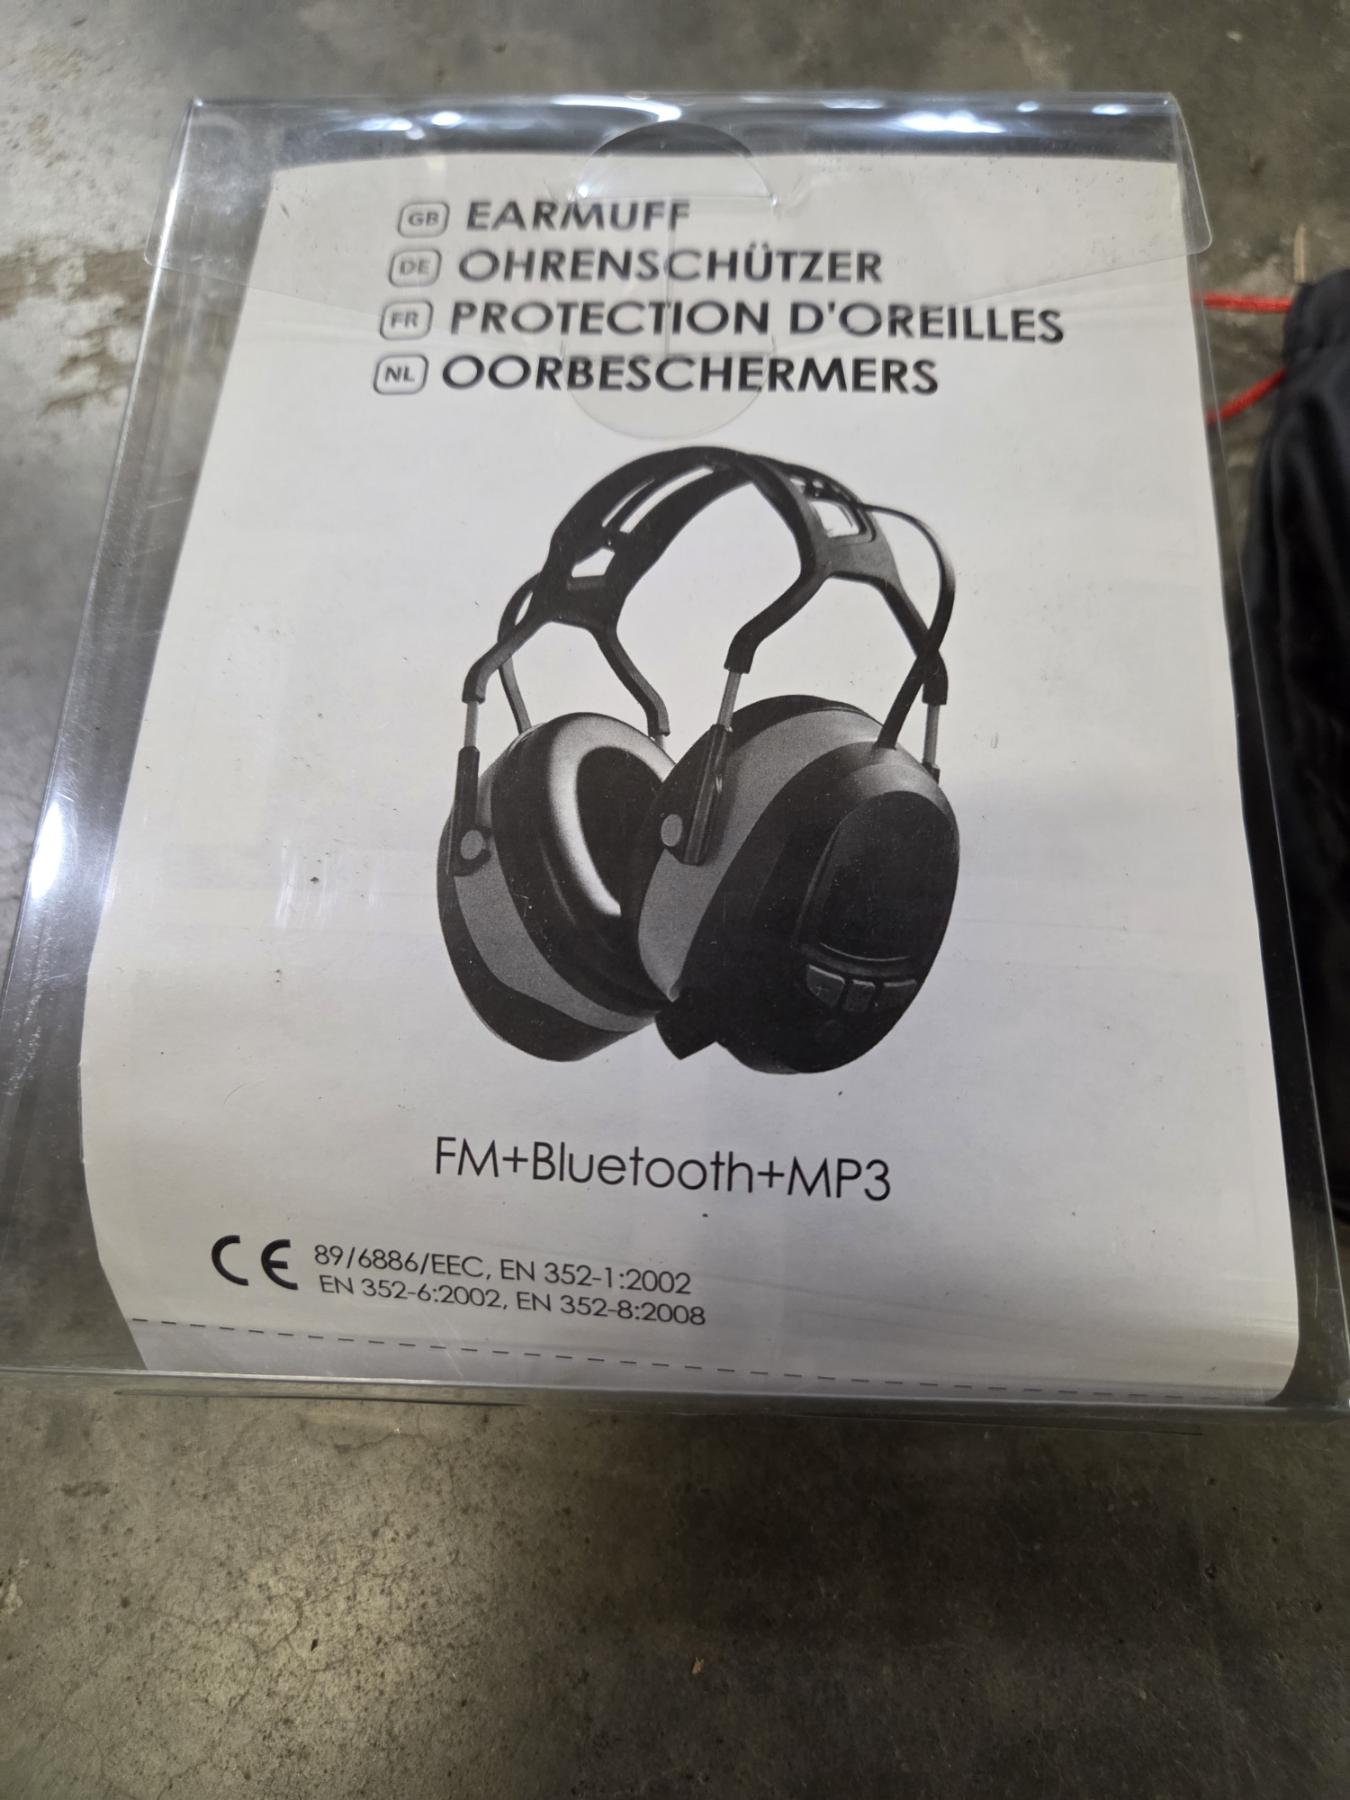 GB EARMUFF
DE OHRENSCHÜTZER
FR PROTECTION D'OREILLES
NL OORBESCHERMERS
FM+Bluetooth+MP3
CE 89/6886/EEC, EN 352-1:2002
EN 352-6:2002, EN 352-8:2008